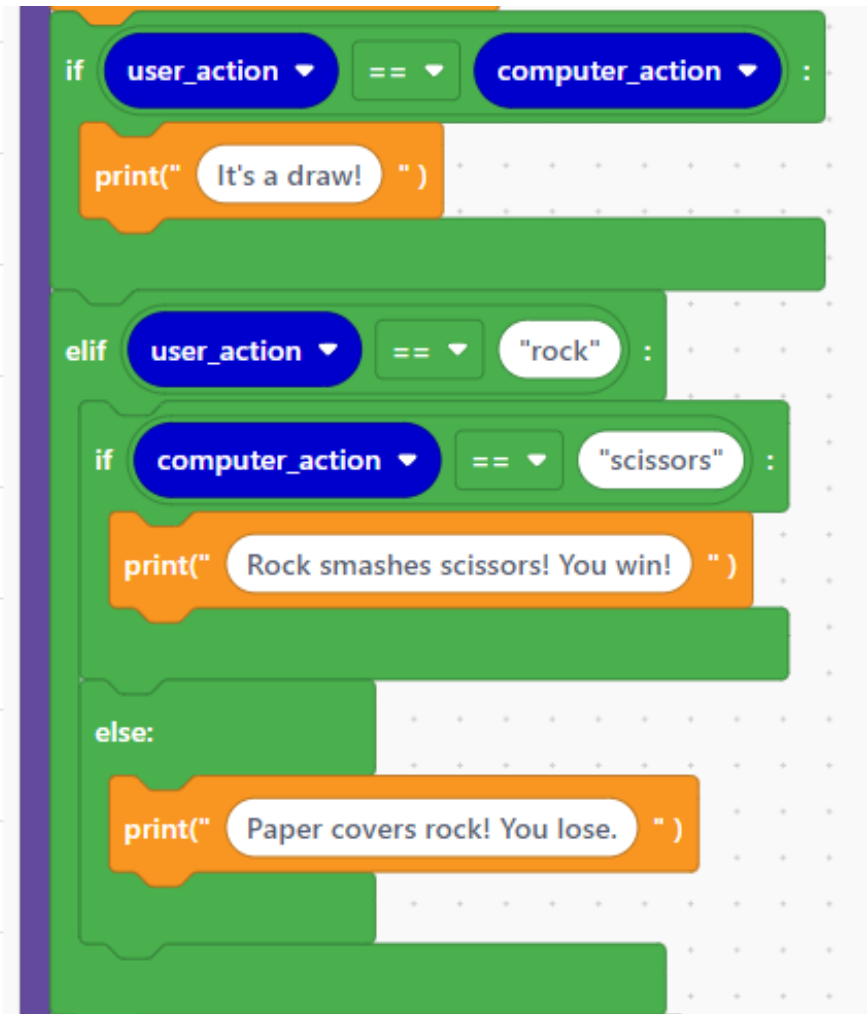 if user_action == computer_action :
print(" It's a draw! ")
elif user_action == "rock" :
if computer_action == "scissors" :
print(" Rock smashes scissors! You win! ")
else:
print(" Paper covers rock! You lose. ")